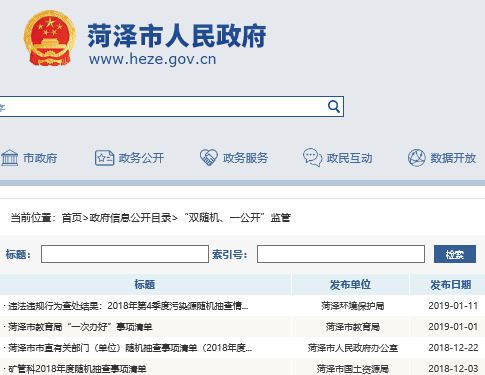 菏泽市人民政府
www.heze.gov.cn
字
市政府 政务公开 政务服务 政民互动 数据开放
当前位置：首页>政府信息公开目录>“双随机、一公开”监管
标题： 索引号： 检索
标题 发布单位 发布日期
· 违法违规行为查处结果：2018年第4季度污染源随机抽查情... 菏泽环境保护局 2019-01-11
· 菏泽市教育局“一次办好”事项清单 菏泽市教育局 2019-01-01
· 菏泽市市直有关部门（单位）随机抽查事项清单（2018年度... 菏泽市人民政府办公室 2018-12-22
· 矿管科2018年度随机抽查事项清单 菏泽市国土资源局 2018-12-03